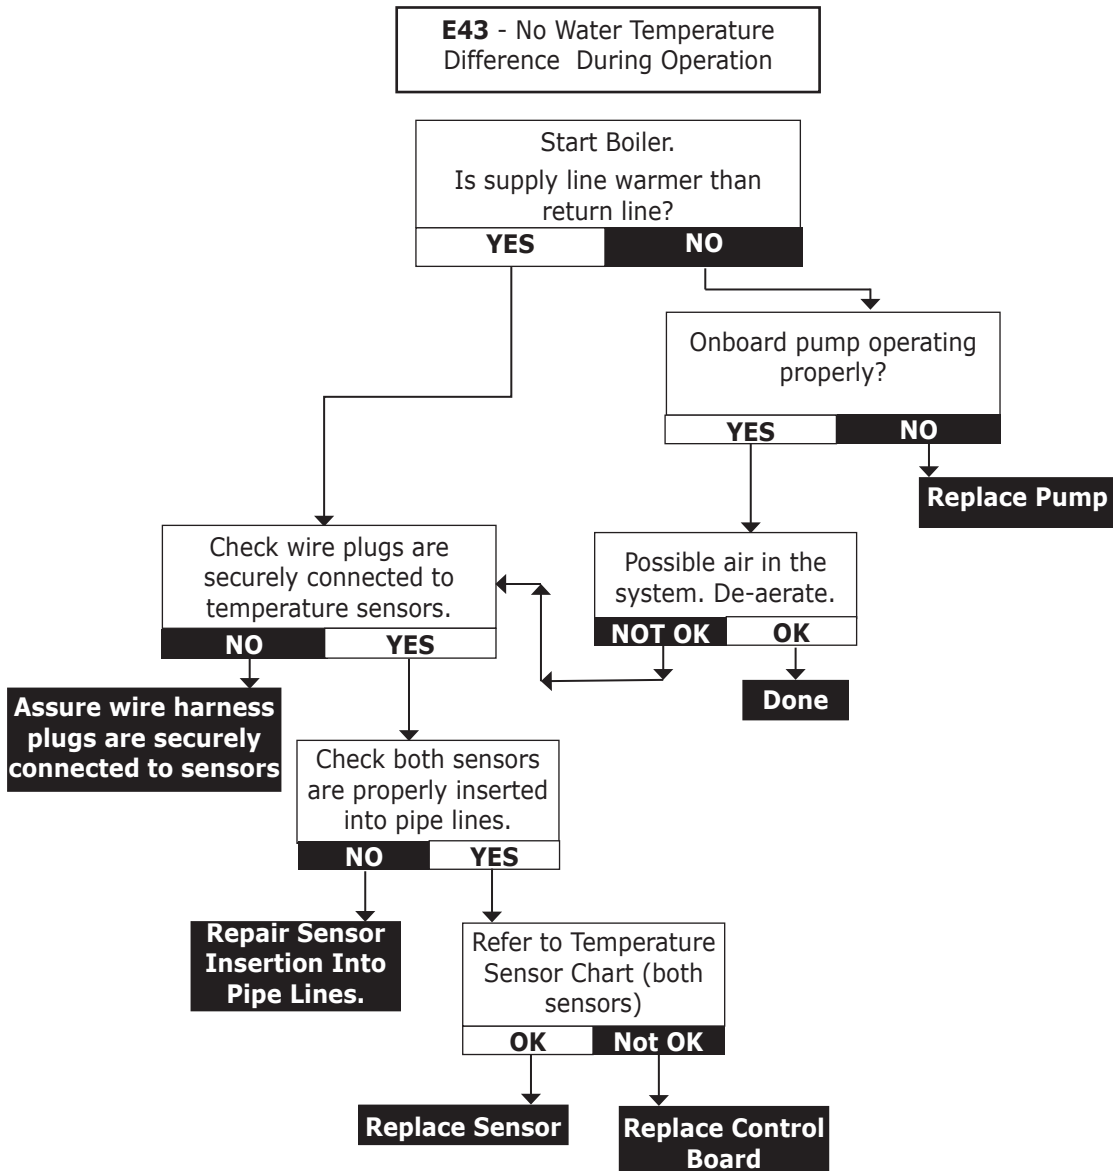 E43 - No Water Temperature
Difference During Operation
Start Boiler.
Is supply line warmer than
return line?
YES
NO
Onboard pump operating
properly?
YES
NO
Replace Pump
Check wire plugs are
securely connected to
temperature sensors.
NO
YES
Possible air in the
system. De-aerate.
NOT OK
OK
Done
Assure wire harness
plugs are securely
connected to sensors
Check both sensors
are properly inserted
into pipe lines.
NO
YES
Repair Sensor
Insertion Into
Pipe Lines.
Refer to Temperature
Sensor Chart (both
sensors)
OK
Not OK
Replace Sensor
Replace Control
Board